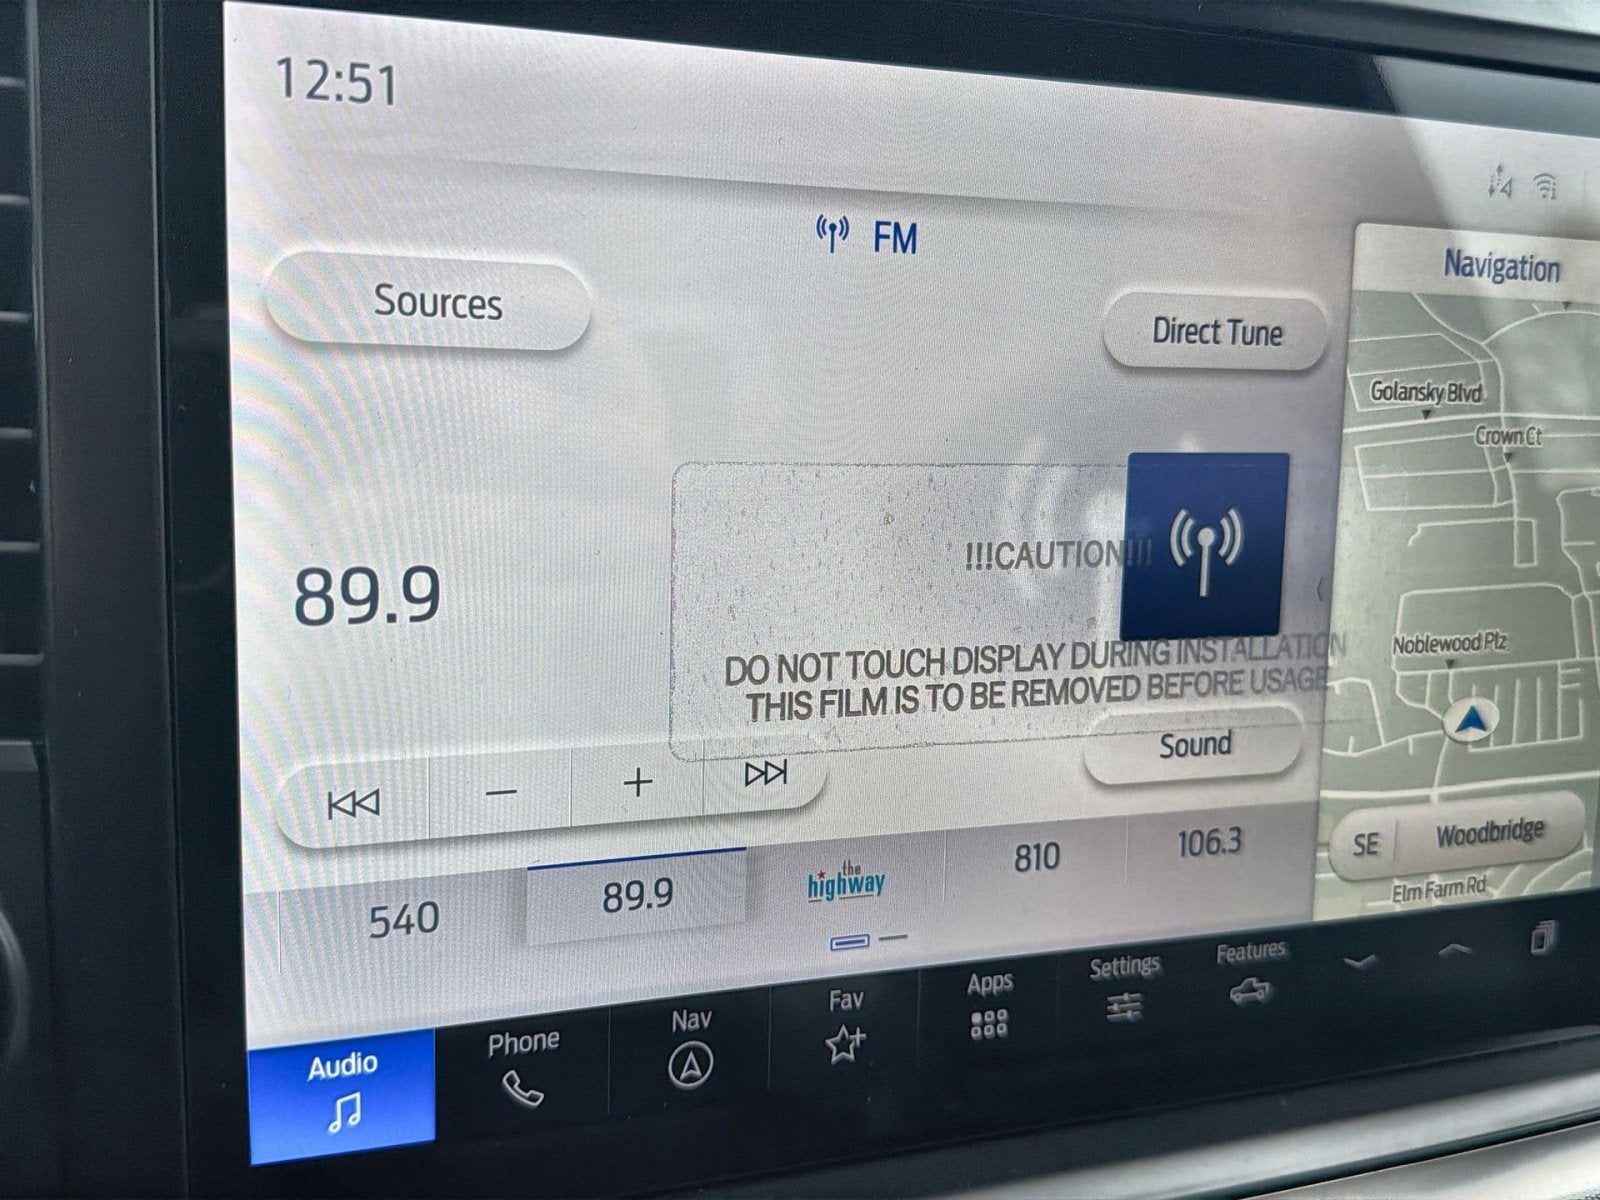 12:51
FM
Sources
Direct Tune
Navigation
Golansky Blvd
Crown Ct
!!!CAUTION!!!
89.9
DO NOT TOUCH DISPLAY DURING INSTALLATION
THIS FILM IS TO BE REMOVED BEFORE USAGE
Noblewood Plz
Sound
SE
Woodbridge
Elm Farm Rd
540
89.9
the
highway
810
106.3
Audio
Phone
Nav
Fav
Apps
Settings
Features